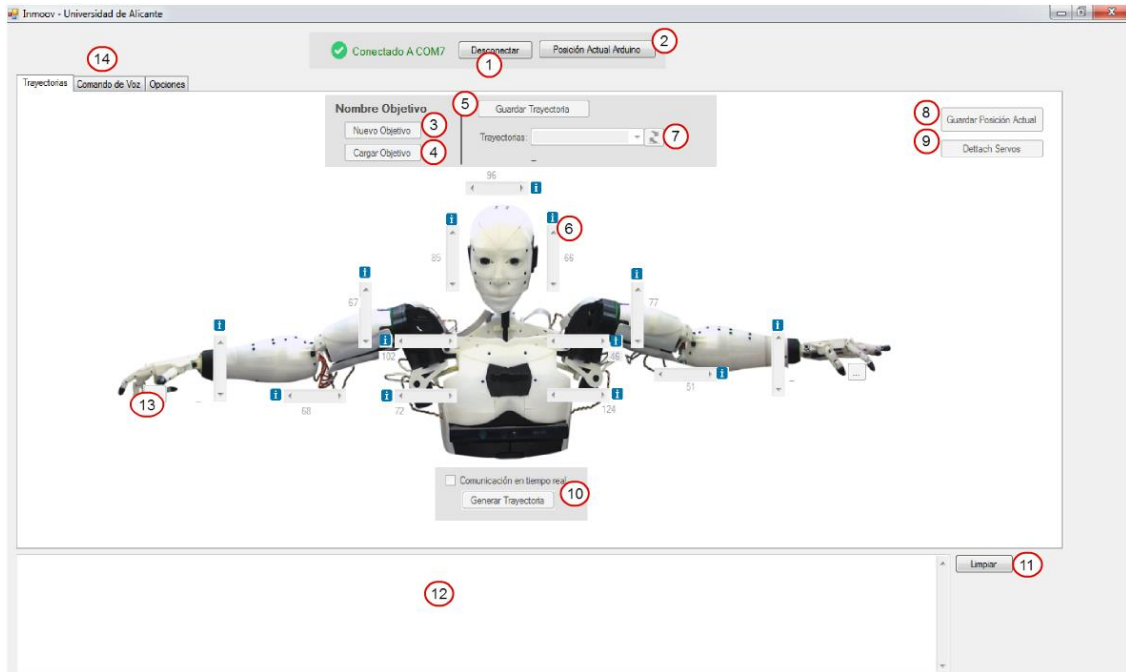 Inmoov - Universidad de Alicante
Conectado A COM7
Desconectar
Posición Actual Arduino
1
2
14
Trayectorias
Comando de Voz
Opciones
Nombre Objetivo
5
Guardar Trayectoria
Nuevo Objetivo
3
Cargar Objetivo
4
Trayectorias:
7
8
Guardar Posición Actual
9
Dettach Servos
96
6
85
66
67
77
102
46
51
13
68
72
124
...
Comunicación en tiempo real
Generar Trayectoria
10
Limpiar
11
12